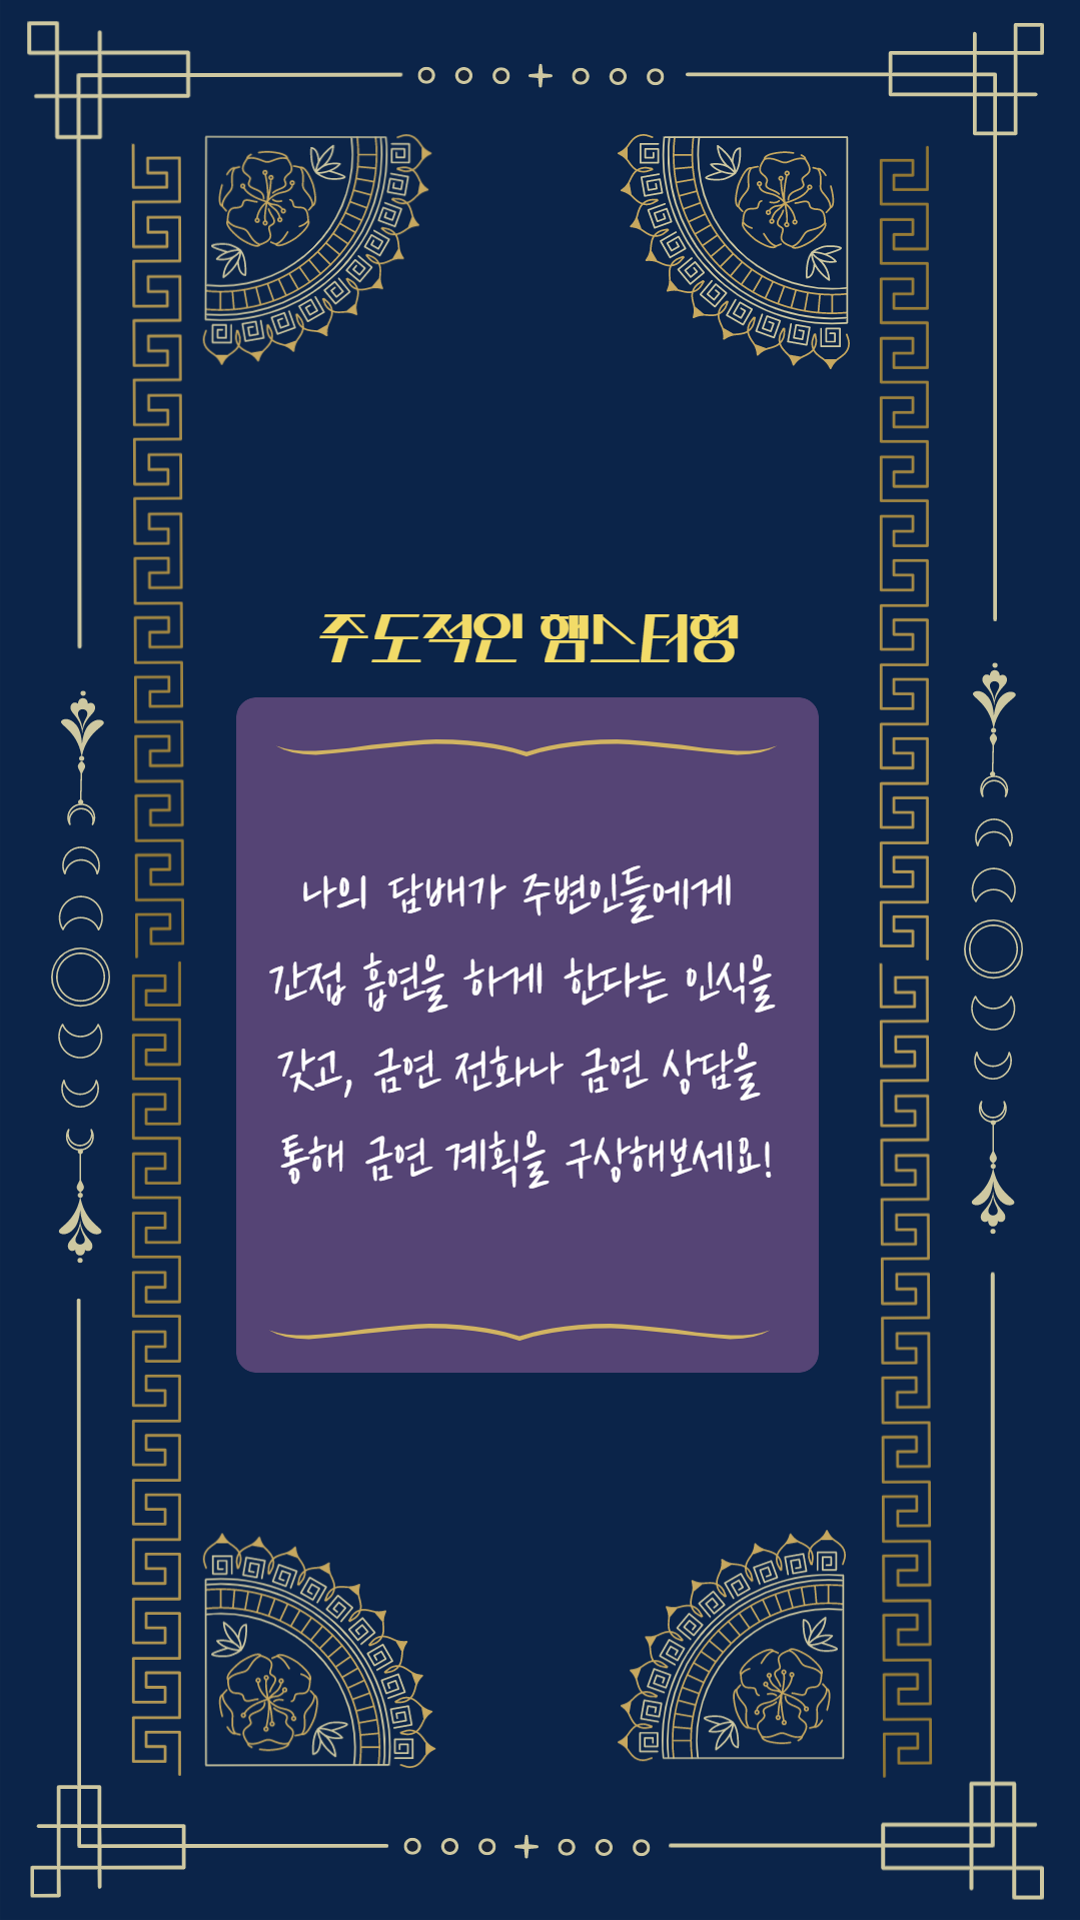 주도적인 햄스터형
나의 담배가 주변인들에게
간접 흡연을 하게 한다는 인식을
갖고, 금연 전화나 금연 상담을
통해 금연 계획을 구상해보세요!